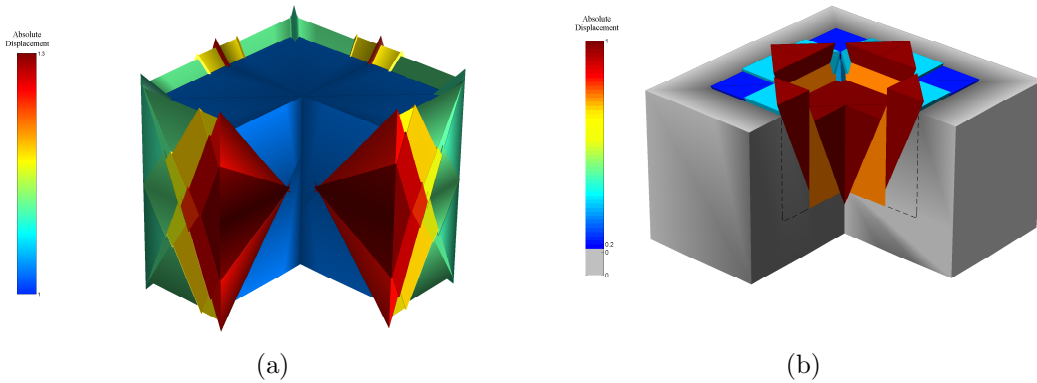 Absolute
Displacement
1.3
1
(a)
Absolute
Displacement
1
0.2
0
0
(b)